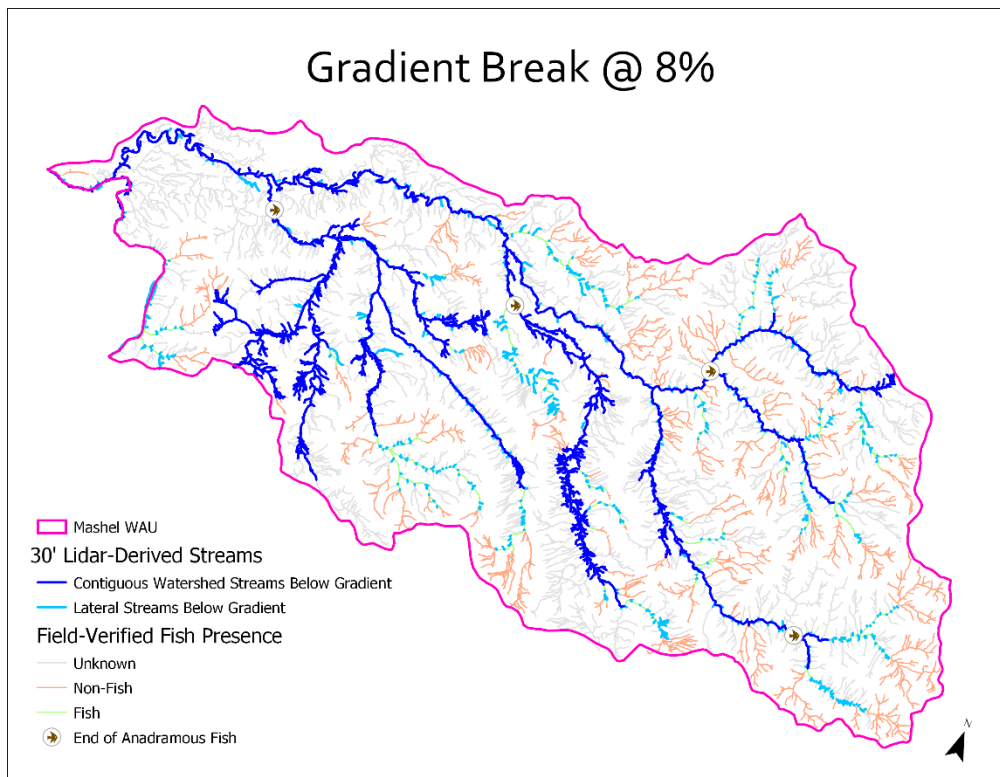 Gradient Break @ 8%
Mashel WAU
30' Lidar-Derived Streams
Contiguous Watershed Streams Below Gradient
Lateral Streams Below Gradient
Field-Verified Fish Presence
Unknown
Non-Fish
Fish
End of Anadramous Fish
N